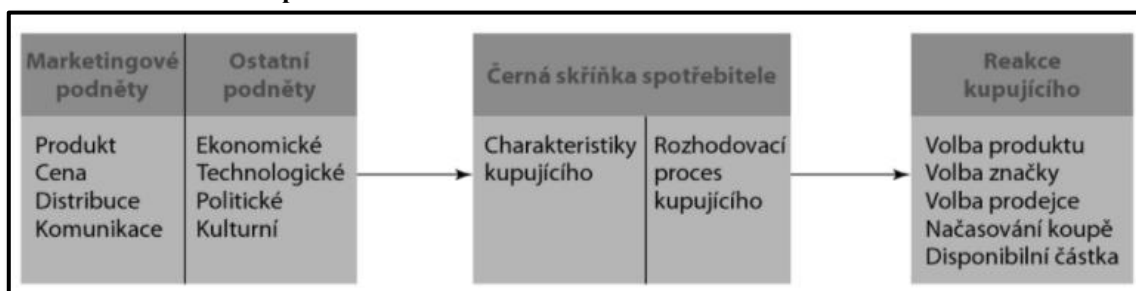 Marketingové
podněty
Ostatní
podněty
Produkt
Cena
Distribuce
Komunikace
Ekonomické
Technologické
Politické
Kulturní
Černá skříňka spotřebitele
Charakteristiky
kupujícího
Rozhodovací
proces
kupujícího
Reakce
kupujícího
Volba produktu
Volba značky
Volba prodejce
Načasování koupě
Disponibilní částka